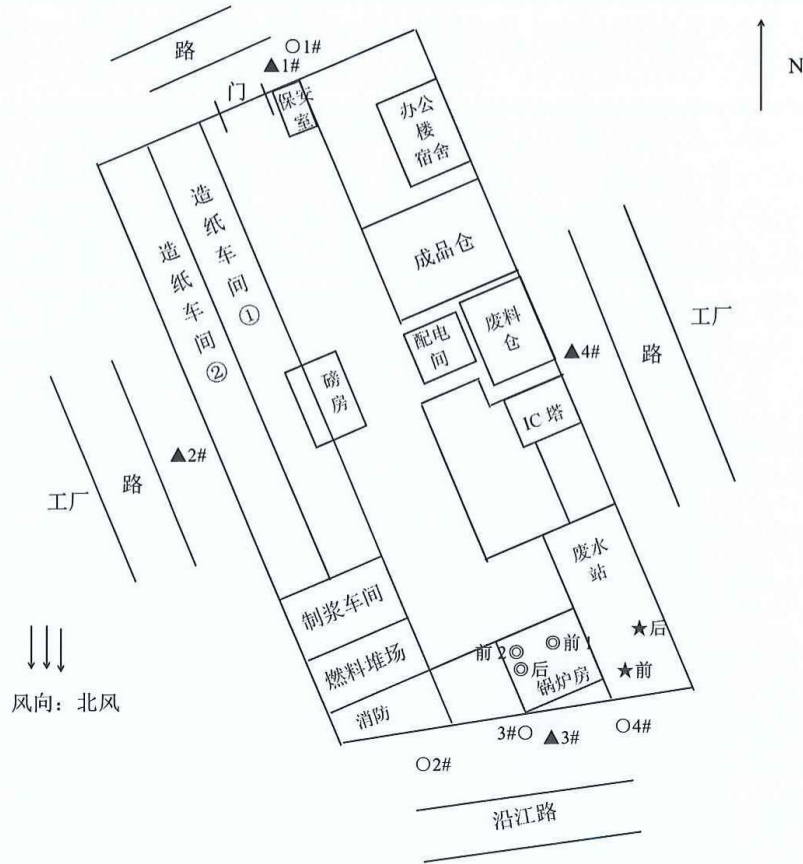 路
○1#
▲1#
N
门
保安
室
办公
楼
宿舍
造纸车间①
造纸车间②
成品仓
配电
间
废料
仓
▲4#
工厂
路
磅
房
IC 塔
▲2#
工厂
路
废水
站
制浆车间
燃料堆场
消防
前2◎
◎前1
◎后
锅炉房
★后
★前
风向：北风
3#○
▲3#
○4#
○2#
沿江路